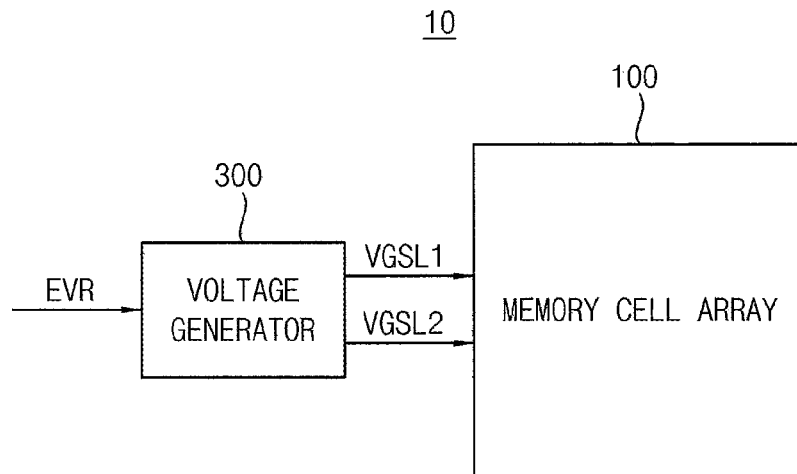 10
100
300
EVR
VOLTAGE
GENERATOR
VGSL1
VGSL2
MEMORY CELL ARRAY